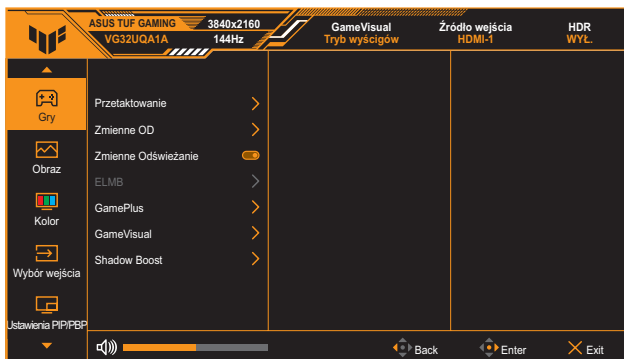 ASUS TUF GAMING 3840x2160
VG32UQA1A 144Hz
GameVisual
Tryb wyścigów
Źródło wejścia
HDMI-1
HDR
WYŁ.
Gry
Obraz
Kolor
Wybór wejścia
Ustawienia PIP/PBP
Przetaktowanie
Zmienne OD
Zmienne Odświeżanie
ELMB
GamePlus
GameVisual
Shadow Boost
Back
Enter
Exit